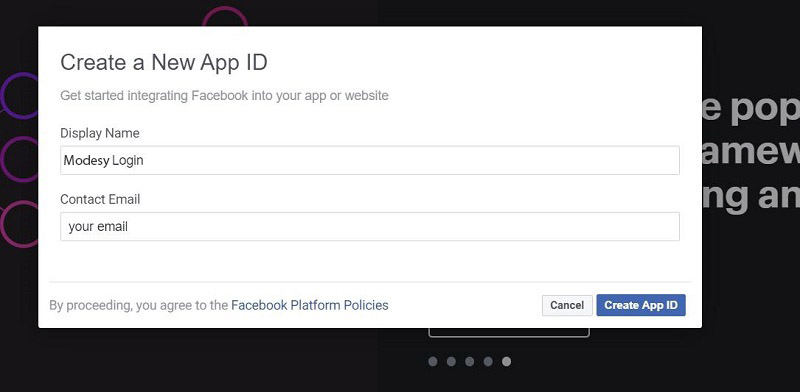 Create a New App ID
Get started integrating Facebook into your app or website
Display Name
Modesy Login
Contact Email
your email
By proceeding, you agree to the Facebook Platform Policies
Cancel
Create App ID
e pop
amew
ng an